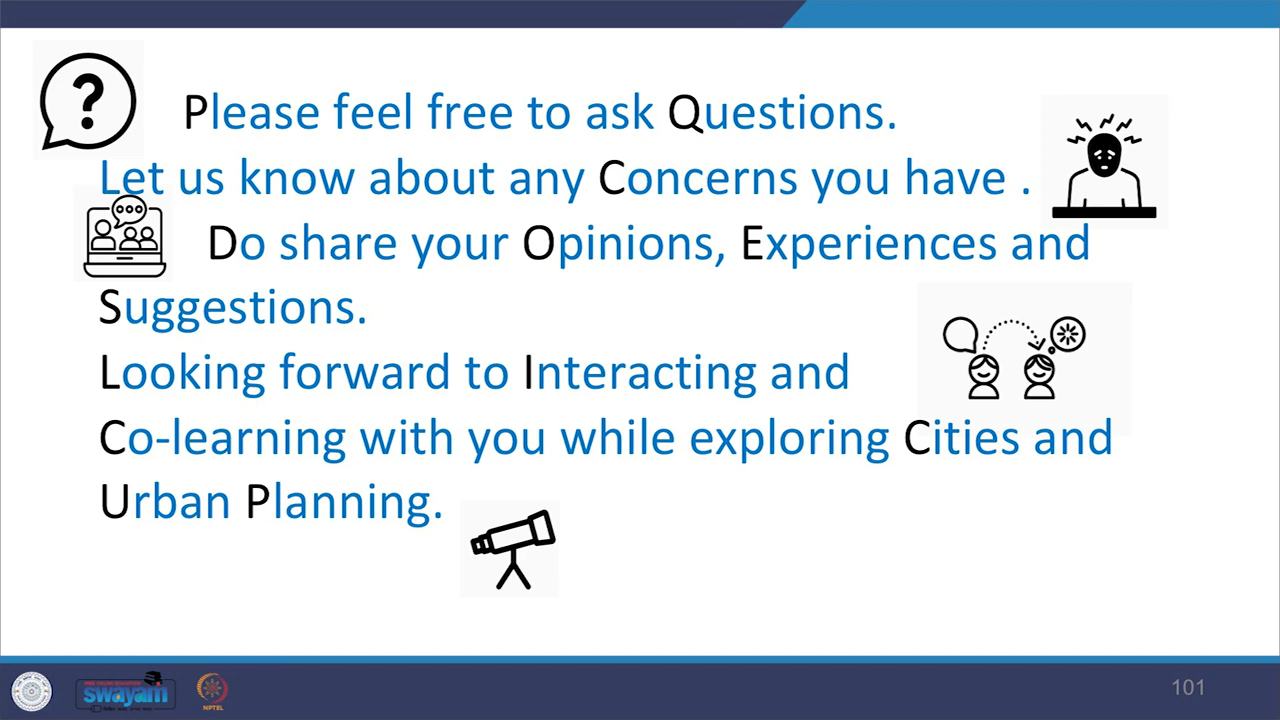 Please feel free to ask Questions.
Let us know about any Concerns you have .
Do share your Opinions, Experiences and
Suggestions.
Looking forward to Interacting and
Co-learning with you while exploring Cities and
Urban Planning.
swayam
NPTEL
101